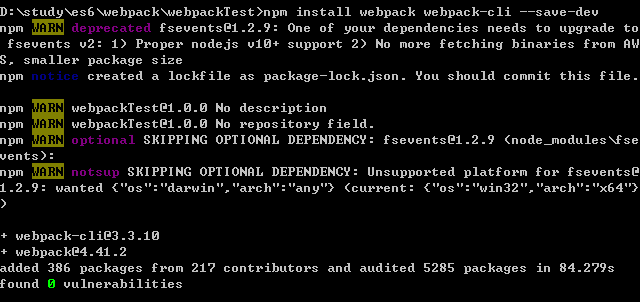 D:\study\es6\webpack\webpackTest>npm install webpack webpack-cli --save-dev
npm WARN deprecated fsevents@1.2.9: One of your dependencies needs to upgrade to
 fsevents v2: 1) Proper nodejs v10+ support 2) No more fetching binaries from AW
S, smaller package size
npm notice created a lockfile as package-lock.json. You should commit this file.
npm WARN webpackTest@1.0.0 No description
npm WARN webpackTest@1.0.0 No repository field.
npm WARN optional SKIPPING OPTIONAL DEPENDENCY: fsevents@1.2.9 (node_modules\fse
vents):
npm WARN notsup SKIPPING OPTIONAL DEPENDENCY: Unsupported platform for fsevents@
1.2.9: wanted {"os":"darwin","arch":"any"} (current: {"os":"win32","arch":"x64"}
)
+ webpack-cli@3.3.10
+ webpack@4.41.2
added 386 packages from 217 contributors and audited 5285 packages in 84.279s
found 0 vulnerabilities